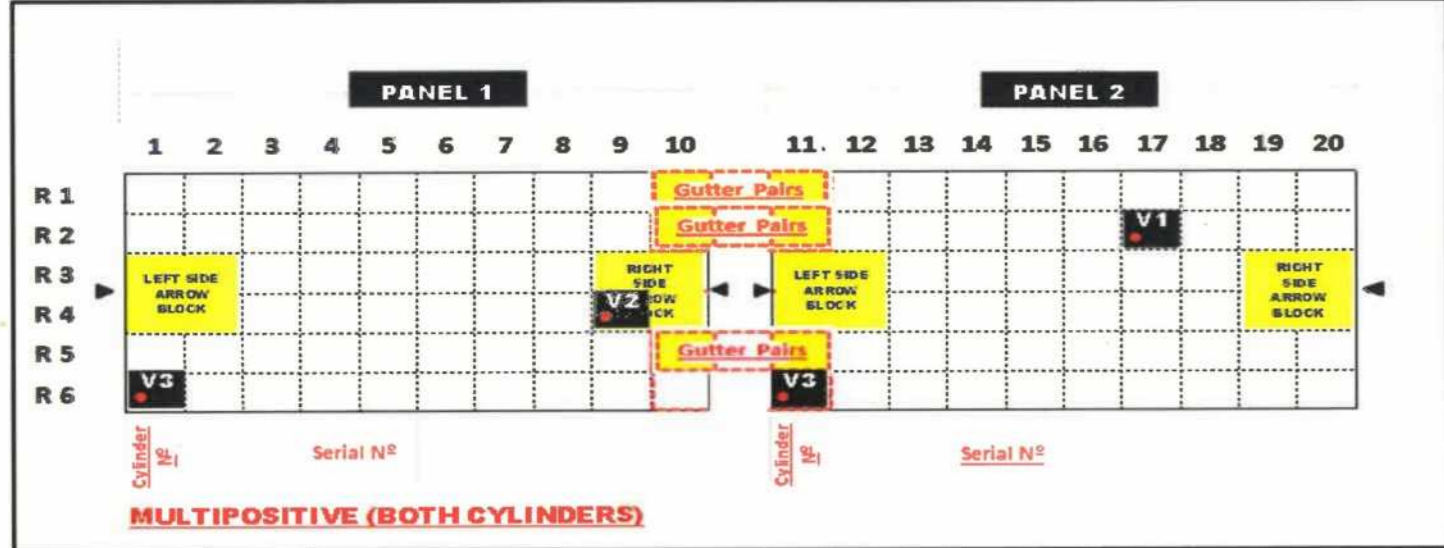 PANEL 1 PANEL 2
1 2 3 4 5 6 7 8 9 10 11. 12 13 14 15 16 17 18 19 20
R 1 Gutter Pairs
R 2 Gutter Pairs V1
R 3
R 4
LEFT SIDE
ARROW
BLOCK
RIGHT
SIDE
V2
LEFT SIDE
ARROW
BLOCK
RIGHT
SIDE
ARROW
BLOCK
R 5 Gutter Pairs
R 6 V3 V3
Cylinder
Nº
Serial Nº
Cylinder
Nº
Serial Nº
MULTIPOSITIVE (BOTH CYLINDERS)